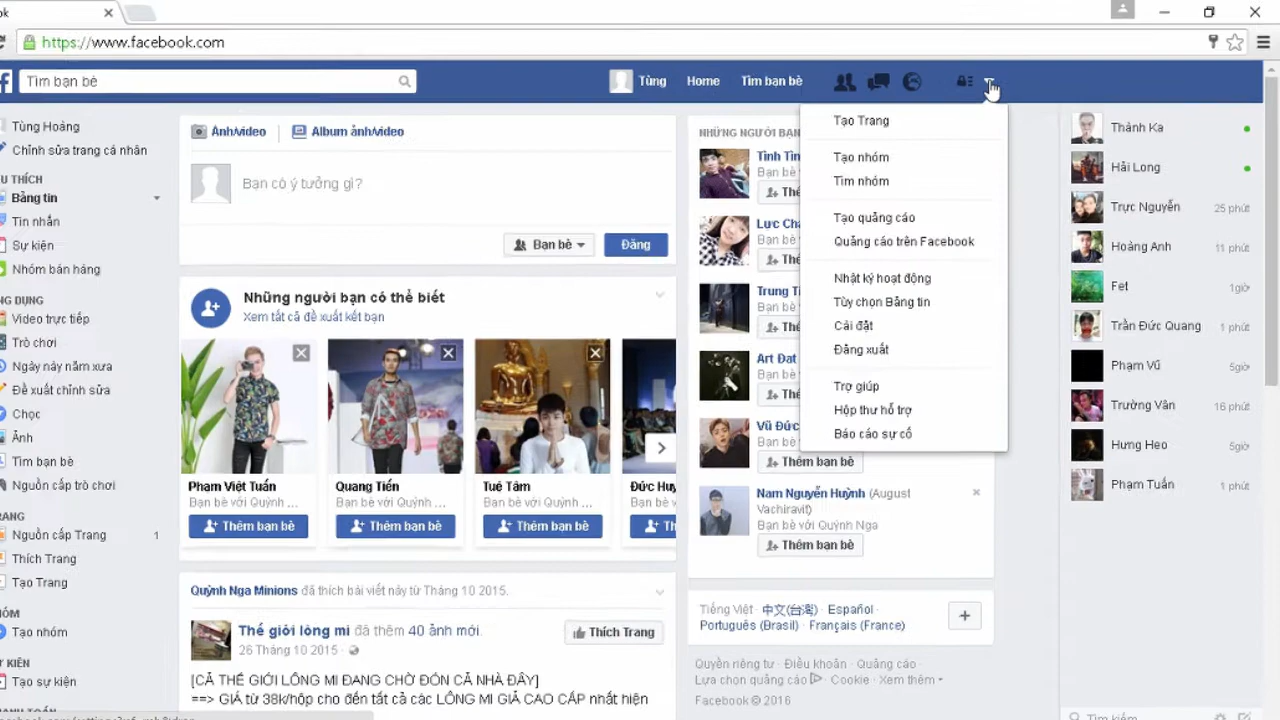 https://www.facebook.com
Tìm bạn bè
Tùng
Home
Tìm bạn bè
Tùng Hoàng
Chỉnh sửa trang cá nhân
Bảng tin
Tin nhắn
Sự kiện
Nhóm bán hàng
Video trực tiếp
Trò chơi
Ngày này năm xưa
Đề xuất chỉnh sửa
Chọc
Ảnh
Tìm bạn bè
Nguồn cấp trò chơi
Nguồn cấp Trang 1
Thích Trang
Tạo Trang
Tạo nhóm
Tạo sự kiện
Ảnh/video
Album ảnh/video
Bạn có ý tưởng gì?
Bạn bè
Đăng
Những người bạn có thể biết
Xem tất cả đề xuất kết bạn
Phạm Việt Tuấn
Bạn bè với Quỳnh ...
Thêm bạn bè
Quang Tiến
Bạn bè với Quỳnh ...
Thêm bạn bè
Tuệ Tâm
Bạn bè với Quỳnh ...
Thêm bạn bè
Quỳnh Nga Minions đã thích bài viết này từ Tháng 10 2015.
Thế giới lông mi đã thêm 40 ảnh mới.
26 Tháng 10 2015
Thích Trang
[CẢ THẾ GIỚI LÔNG MI ĐANG CHỜ ĐÓN CẢ NHÀ ĐÂY]
==> GIÁ từ 38k/hộp cho đến tất cả các LÔNG MI GIẢ CAO CẤP nhất hiện
NHỮNG NGƯỜI
Bạn bè
Trung
Art Đat
Vũ Đức
Thêm bạn bè
Nam Nguyễn Huỳnh (August
Vachiravit)
Bạn bè với Quỳnh Nga
Thêm bạn bè
Tiếng Việt · 中文(台灣) · Español ·
Português (Brasil) · Français (France)
Quyền riêng tư · Điều khoản · Quảng cáo ·
Lựa chọn quảng cáo · Cookie · Xem thêm
Facebook © 2016
Tạo Trang
Tạo nhóm
Tìm nhóm
Tạo quảng cáo
Quảng cáo trên Facebook
Nhật ký hoạt động
Tùy chọn Bảng tin
Cài đặt
Đăng xuất
Trợ giúp
Hộp thư hỗ trợ
Báo cáo sự cố
Thành Ka
Hải Long
Trực Nguyễn 25 phút
Hoàng Anh 11 phút
Fet 1giờ
Trần Đức Quang 1 phút
Phạm Vũ 5giờ
Trường Văn 16 phút
Hưng Heo 5giờ
Phạm Tuấn 1 phút